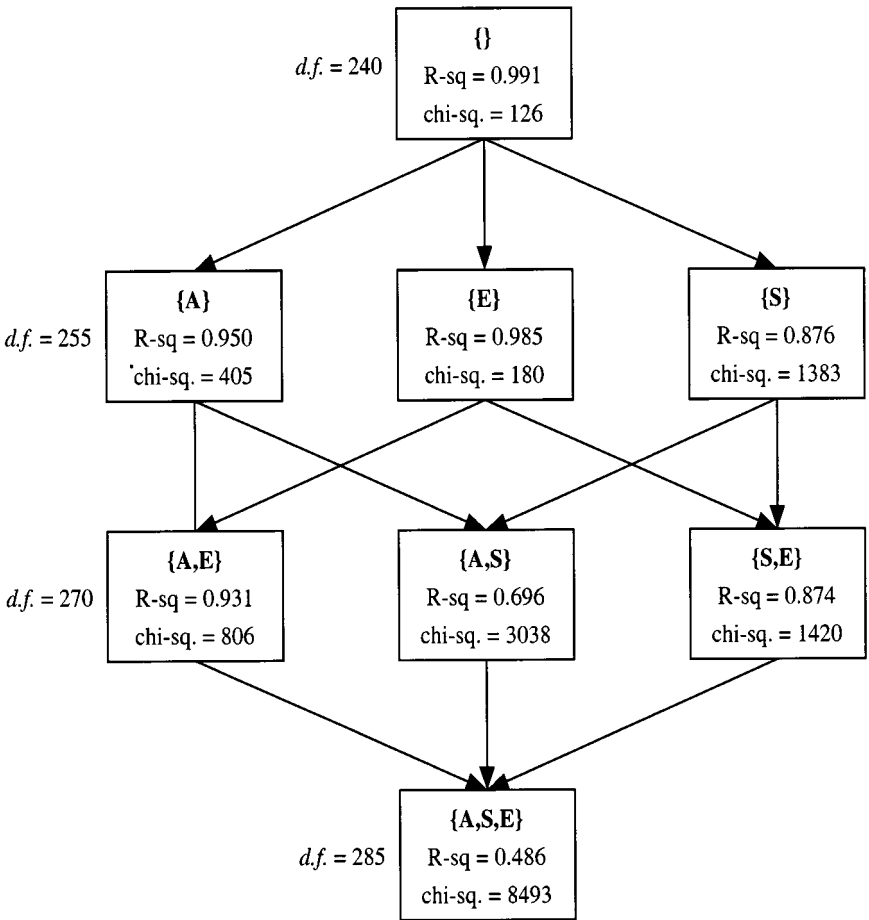 {}
d.f. = 240
R-sq = 0.991
chi-sq. = 126
{A}
R-sq = 0.950
chi-sq. = 405
{E}
R-sq = 0.985
chi-sq. = 180
{S}
R-sq = 0.876
chi-sq. = 1383
d.f. = 255
{A,E}
R-sq = 0.931
chi-sq. = 806
{A,S}
R-sq = 0.696
chi-sq. = 3038
{S,E}
R-sq = 0.874
chi-sq. = 1420
d.f. = 270
{A,S,E}
d.f. = 285
R-sq = 0.486
chi-sq. = 8493